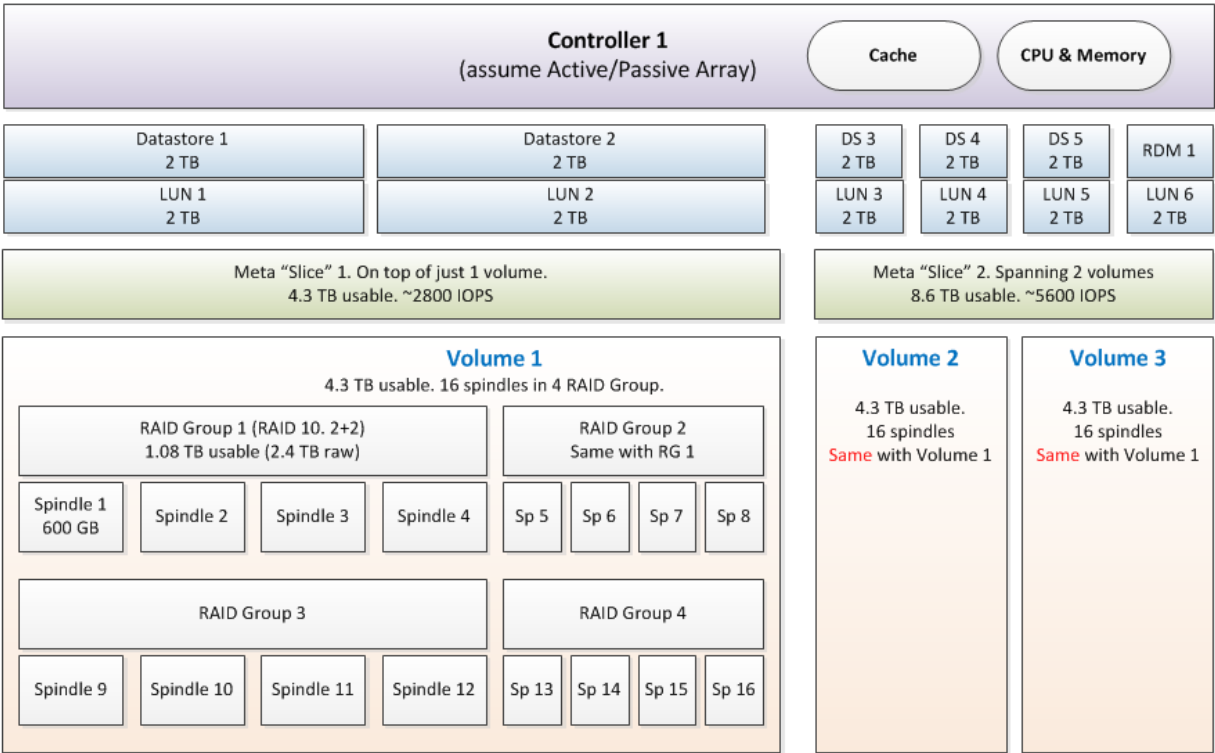 Controller 1
(assume Active/Passive Array)
Cache
CPU & Memory
Datastore 1
2 TB
Datastore 2
2 TB
DS 3
2 TB
DS 4
2 TB
DS 5
2 TB
RDM 1
LUN 1
2 TB
LUN 2
2 TB
LUN 3
2 TB
LUN 4
2 TB
LUN 5
2 TB
LUN 6
2 TB
Meta “Slice” 1. On top of just 1 volume.
4.3 TB usable. ~2800 IOPS
Meta “Slice” 2. Spanning 2 volumes
8.6 TB usable. ~5600 IOPS
Volume 1
4.3 TB usable. 16 spindles in 4 RAID Group.
RAID Group 1 (RAID 10. 2+2)
1.08 TB usable (2.4 TB raw)
RAID Group 2
Same with RG 1
Spindle 1
600 GB
Spindle 2
Spindle 3
Spindle 4
Sp 5
Sp 6
Sp 7
Sp 8
RAID Group 3
RAID Group 4
Spindle 9
Spindle 10
Spindle 11
Spindle 12
Sp 13
Sp 14
Sp 15
Sp 16
Volume 2
4.3 TB usable.
16 spindles
Same with Volume 1
Volume 3
4.3 TB usable.
16 spindles
Same with Volume 1